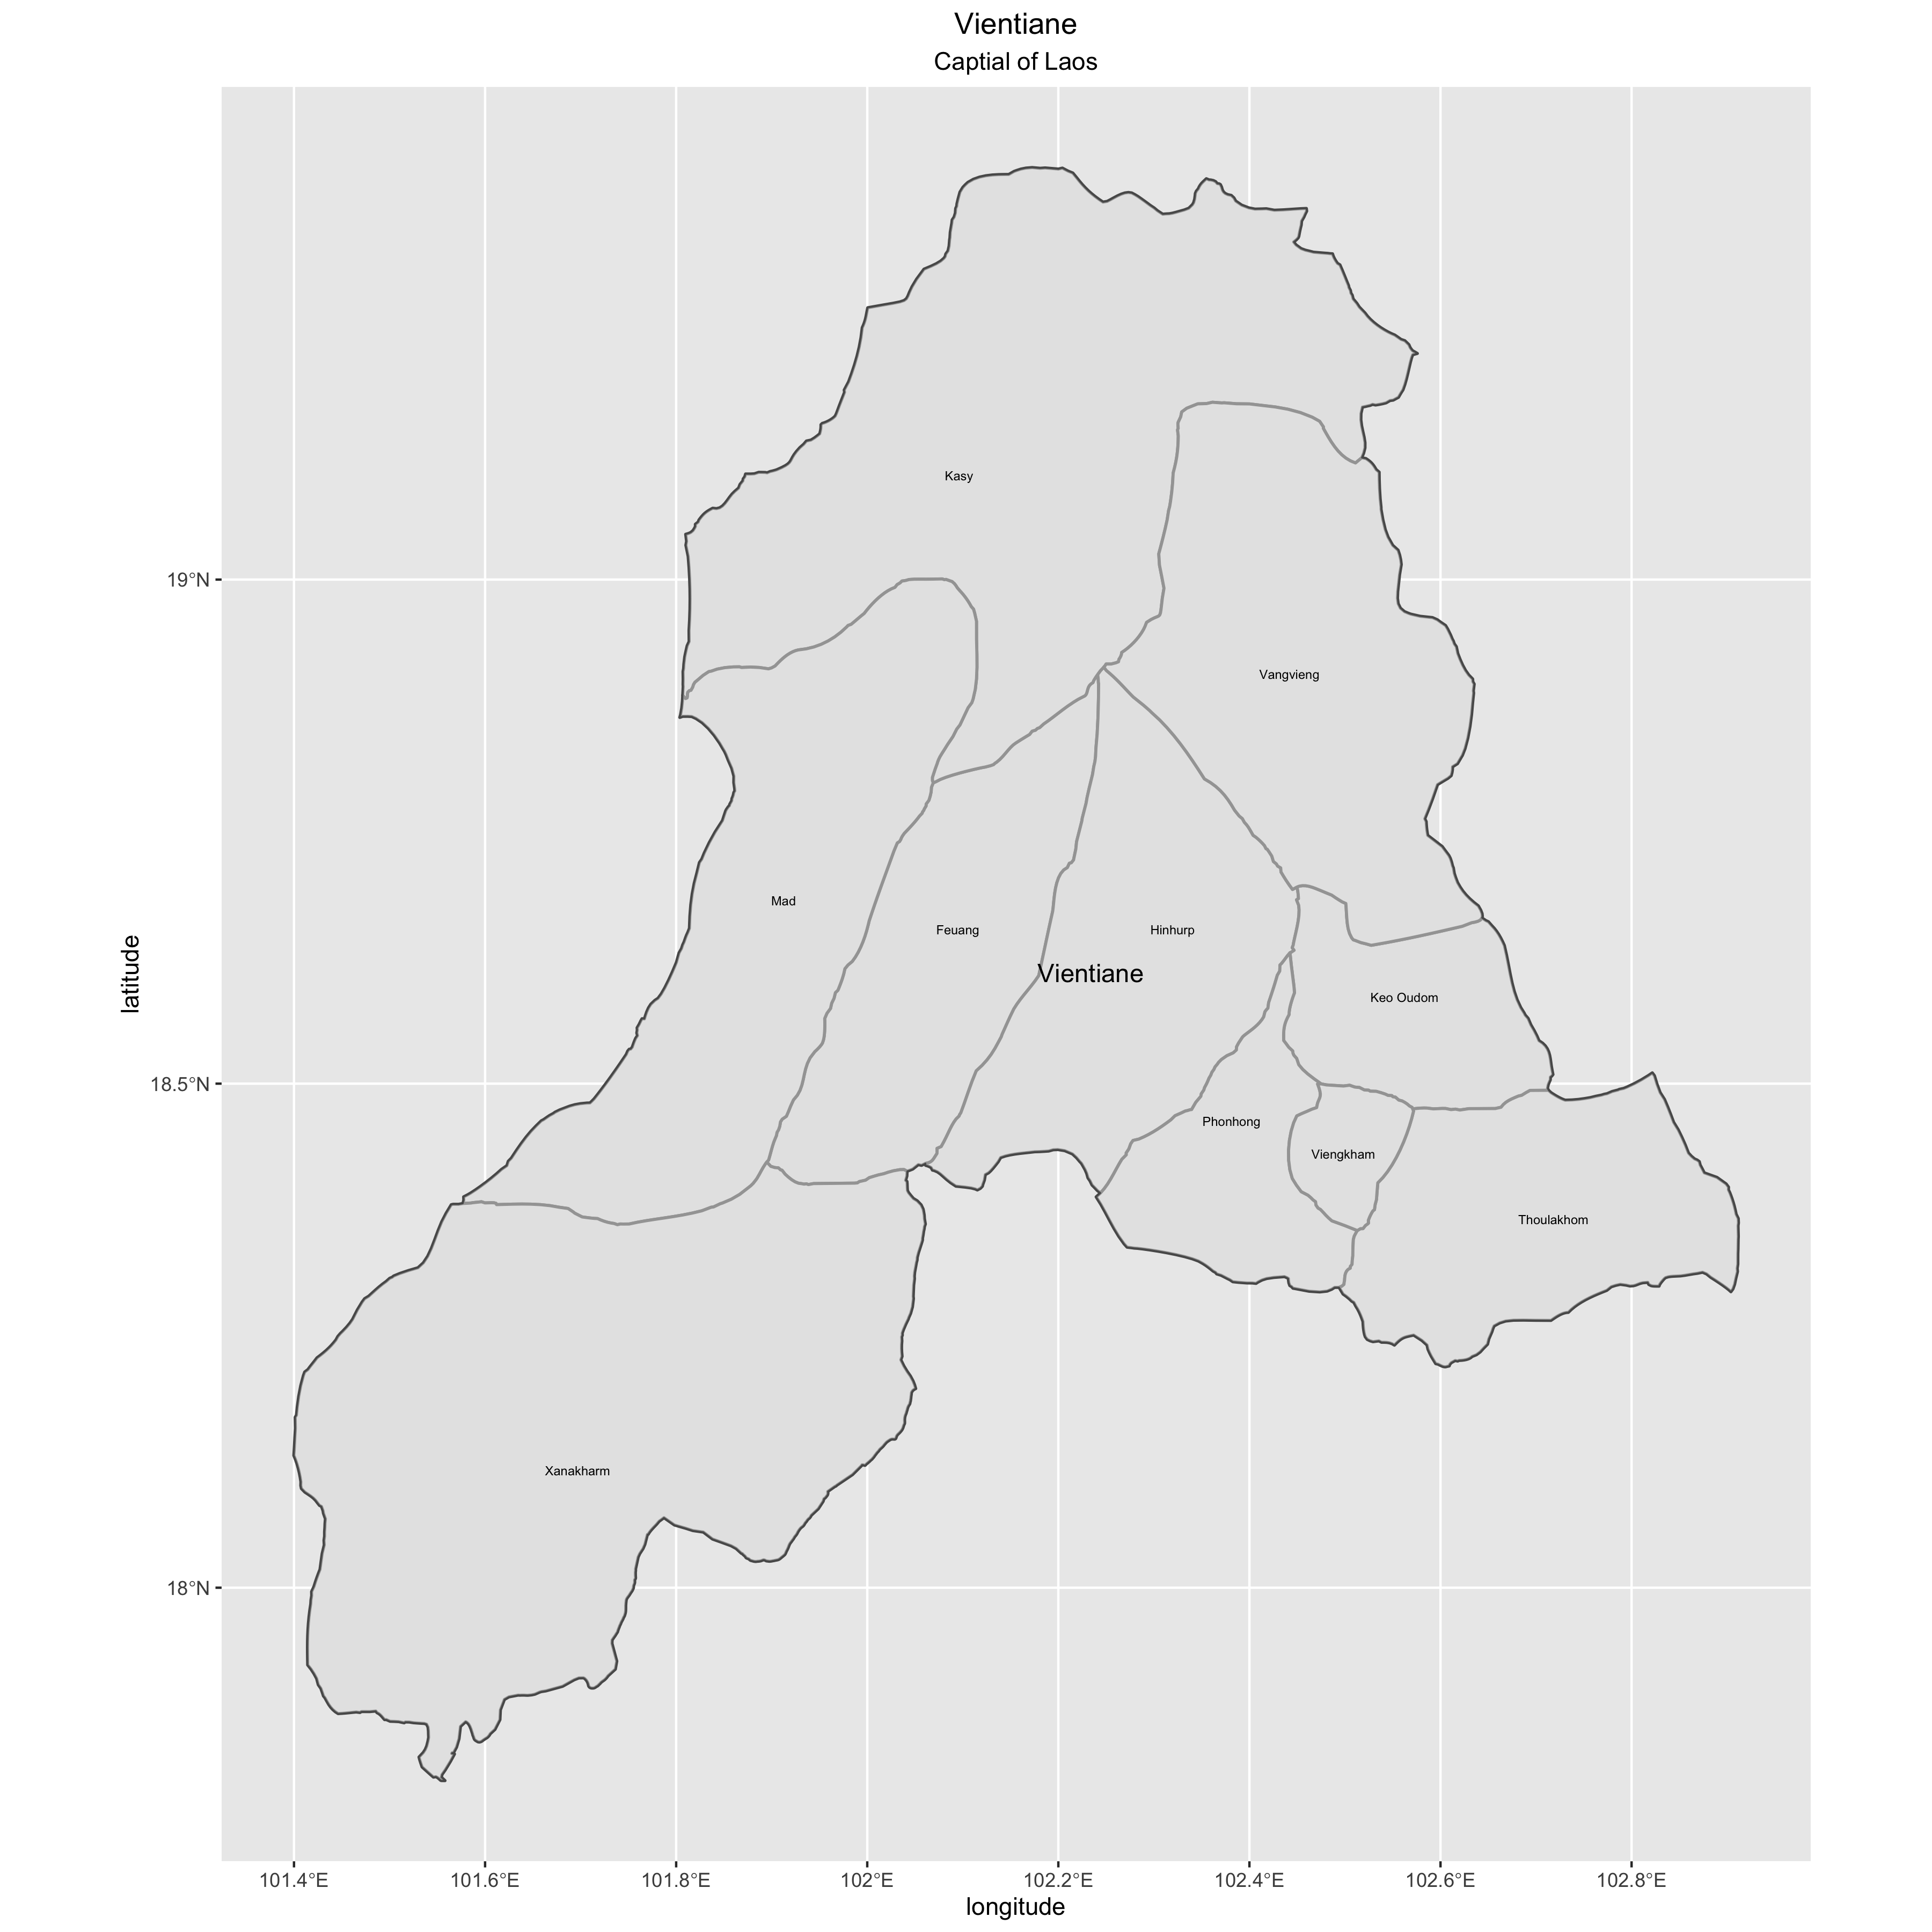 Vientiane
Captial of Laos
Kasy
19°N
Vangvieng
Mad
Feuang
Hinhurp
Vientiane
latitude
Keo Oudom
18.5°N
Phonhong
Viengkham
Thoulakhom
Xanakharm
18°N
101.4°E 101.6°E 101.8°E 102°E 102.2°E 102.4°E 102.6°E 102.8°E
longitude